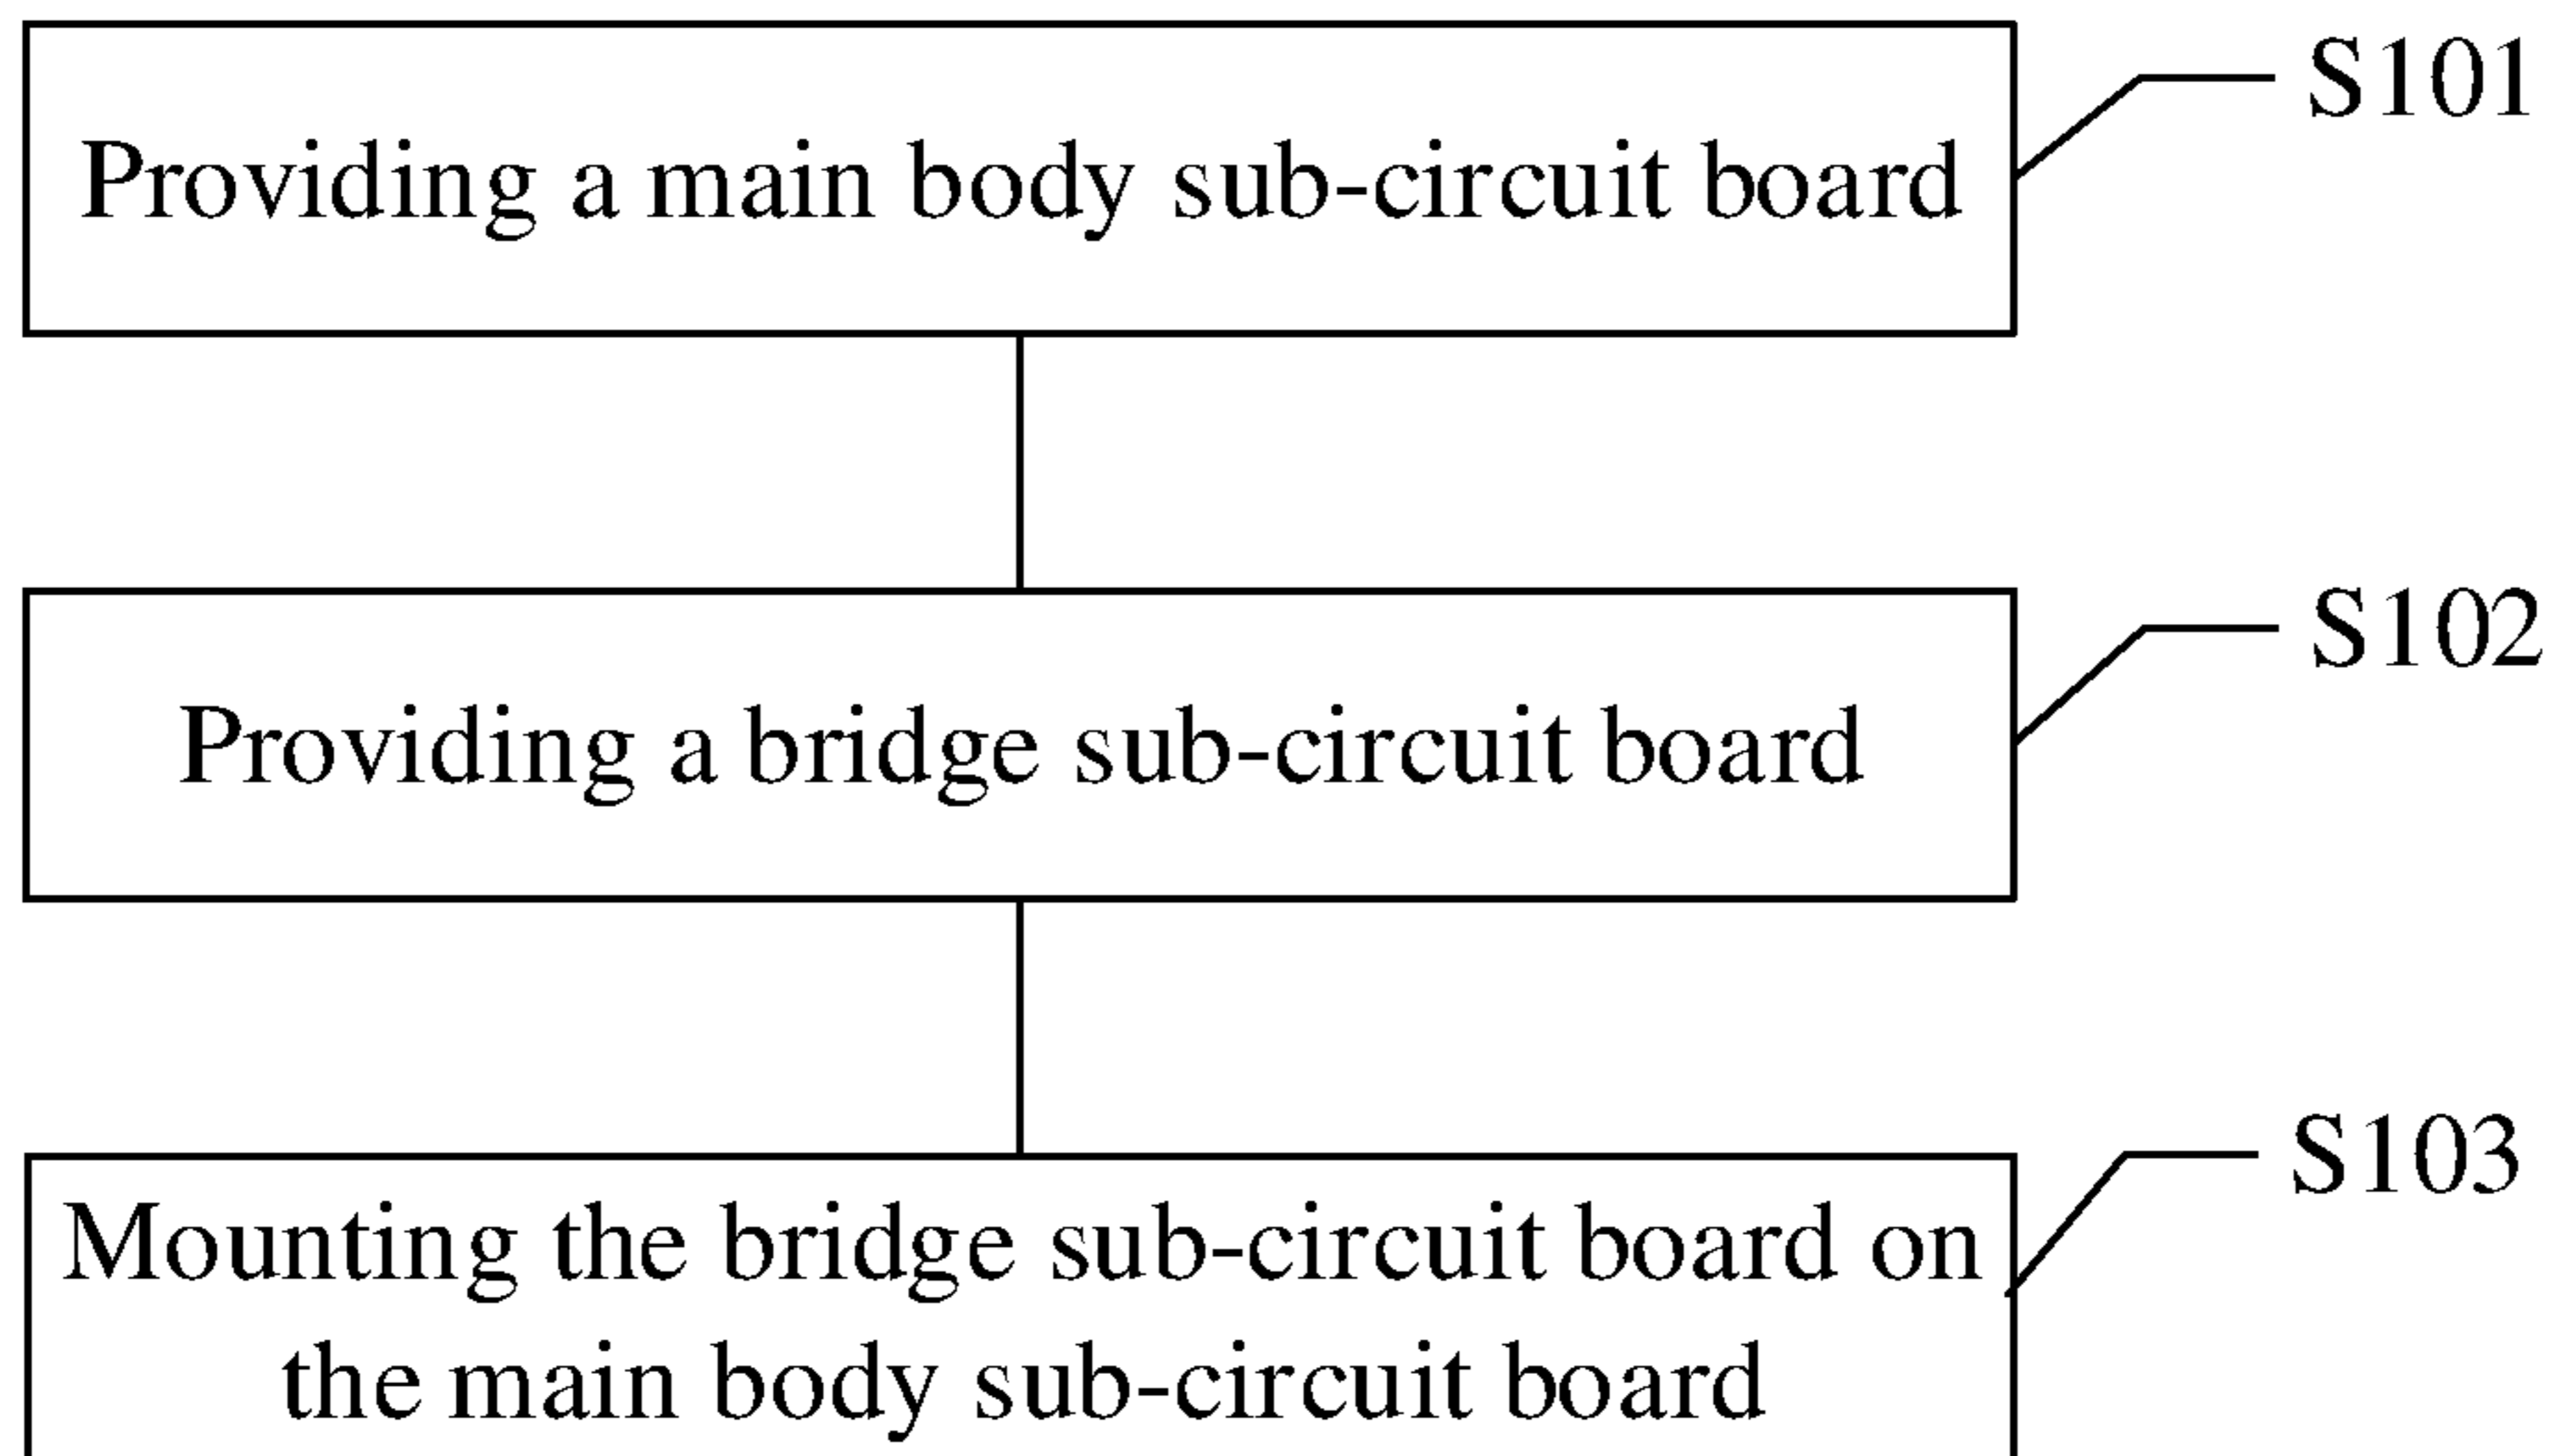 S101
Providing a main body sub-circuit board
S102
Providing a bridge sub-circuit board
S103
Mounting the bridge sub-circuit board on
the main body sub-circuit board